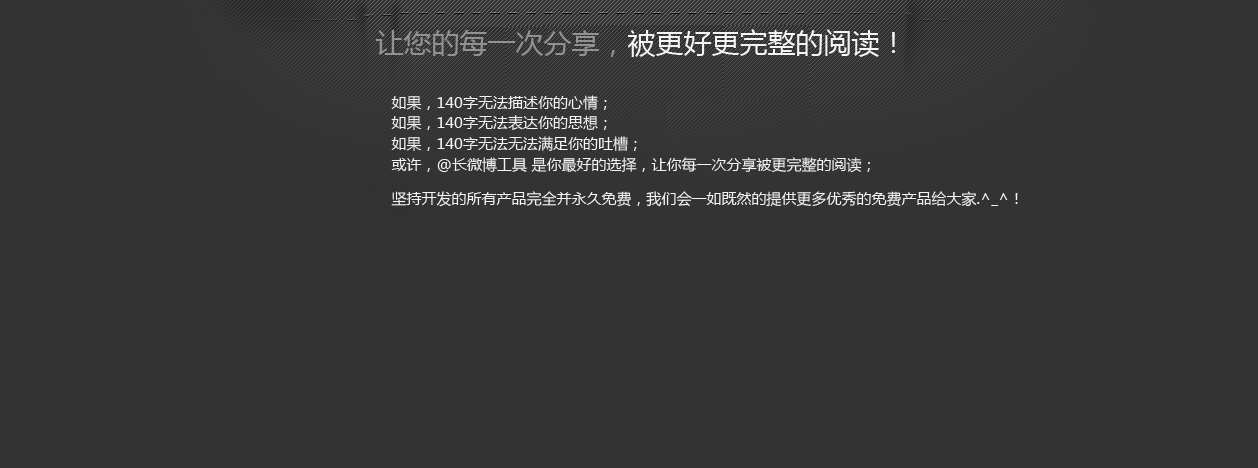 让您的每一次分享，被更好更完整的阅读！
如果，140字无法描述你的心情；
如果，140字无法表达你的思想；
如果，140字无法无法满足你的吐槽；
或许，@长微博工具 是你最好的选择，让你每一次分享被更完整的阅读；
坚持开发的所有产品完全并永久免费，我们会一如既然的提供更多优秀的免费产品给大家.^_^！